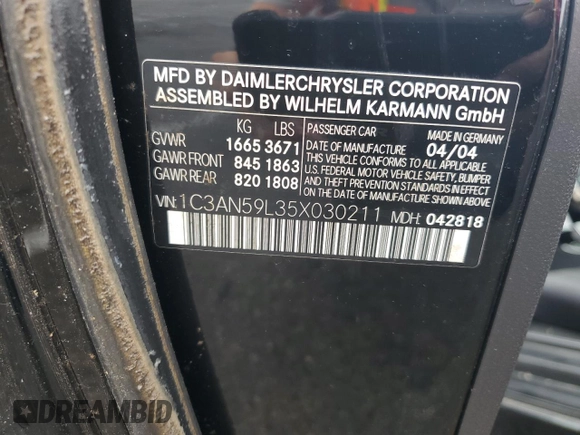 MFD BY DAIMLERCHRYSLER CORPORATION
ASSEMBLED BY WILHELM KARMANN GmbH
KG LBS PASSENGER CAR MADE IN GERMANY
GVWR 1665 3671 DATE OF MANUFACTURE 04/04
GAWR FRONT 845 1863 THIS VEHICLE CONFORMS TO ALL APPLICABLE
GAWR REAR 820 1808 U.S. FEDERAL MOTOR VEHICLE SAFETY, BUMPER,
AND THEFT PREVENTION STANDARDS IN EFFECT
ON THE DATE OF MANUFACTURE SHOWN ABOVE.
VIN: 1C3AN59L35X030211 MDH: 042818
DREAMBID